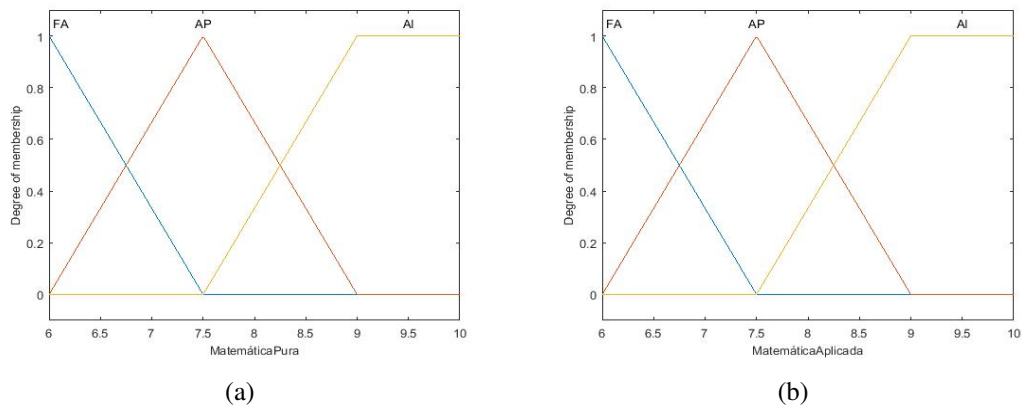 FA AP AI
1
0.8
0.6
0.4
0.2
0
Degree of membership
6 6.5 7 7.5 8 8.5 9 9.5 10
MatemáticaPura
(a)
FA AP AI
1
0.8
0.6
0.4
0.2
0
Degree of membership
6 6.5 7 7.5 8 8.5 9 9.5 10
MatemáticaAplicada
(b)